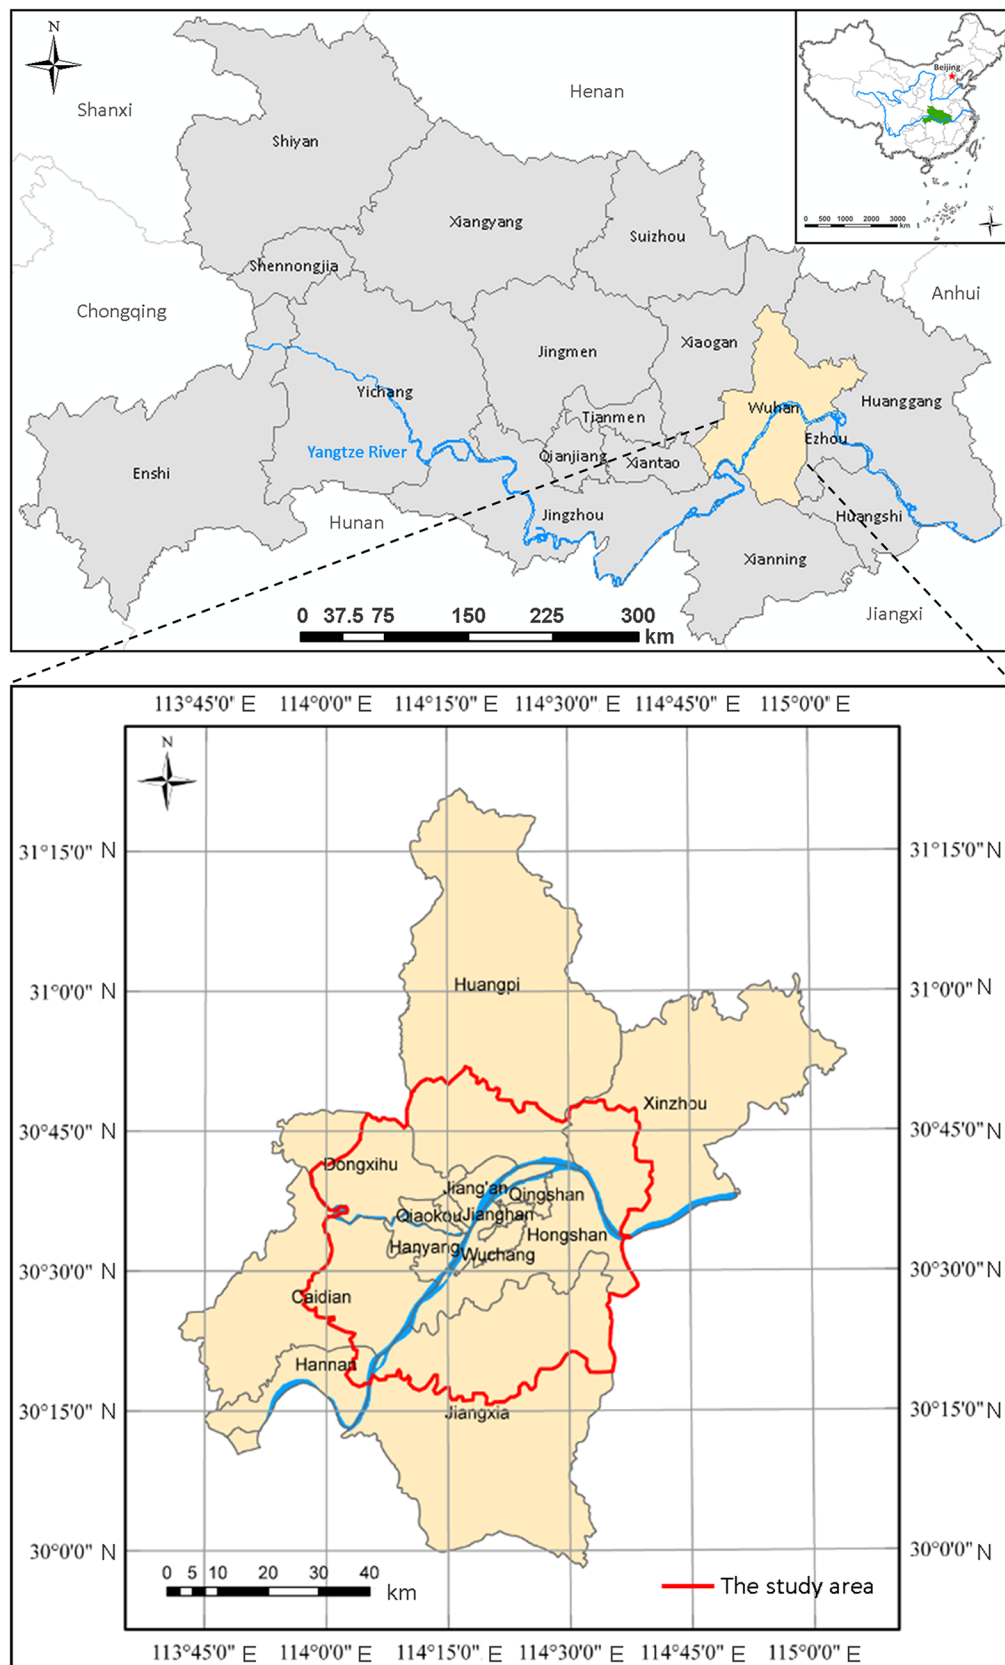 N
Shanxi
Henan
Beijing
0 500 1000 2000 3000
km
N
Shiyan
Xiangyang
Suizhou
Shennongjia
Anhui
Chongqing
Jingmen
Xiaogan
Yichang
Huanggang
Wuhan
Tianmen
Ezhou
Yangtze River
Qianjiang
Xiantao
Enshi
Hunan
Jingzhou
Huangshi
Xianning
Jiangxi
0 37.5 75 150 225 300
km
113°45'0" E 114°0'0" E 114°15'0" E 114°30'0" E 114°45'0" E 115°0'0" E
N
31°15'0" N 31°15'0" N
Huangpi
31°0'0" N 31°0'0" N
Xinzhou
30°45'0" N 30°45'0" N
Dongxihu
Jiang'an
Qingshan
Qiaokou
Jianghan
Hongshan
Hanyang
Wuchang
30°30'0" N 30°30'0" N
Caidian
Hannan
30°15'0" N 30°15'0" N
Jiangxia
30°0'0" N 30°0'0" N
0 5 10 20 30 40
km
The study area
113°45'0" E 114°0'0" E 114°15'0" E 114°30'0" E 114°45'0" E 115°0'0" E